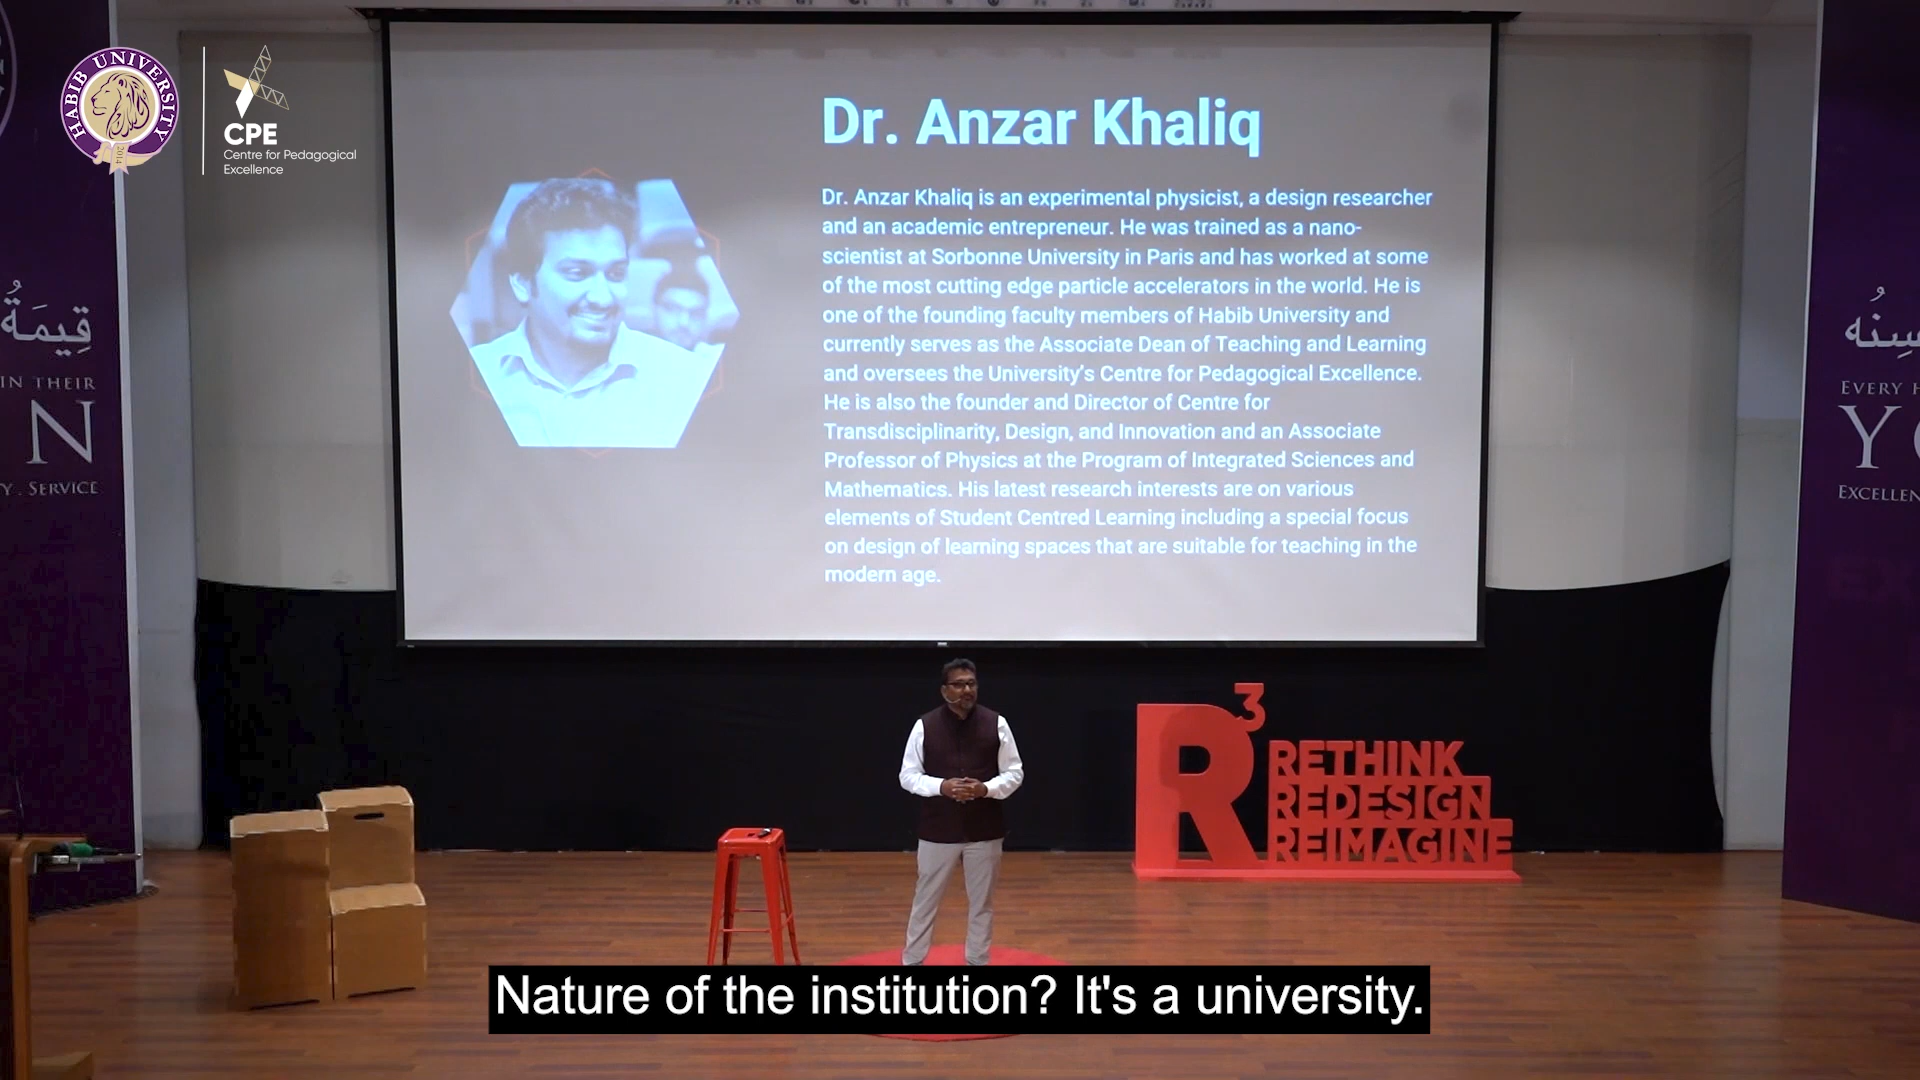 HABIB UNIVERSITY
2014
CPE
Centre for Pedagogical
Excellence
Dr. Anzar Khaliq
Dr. Anzar Khaliq is an experimental physicist, a design researcher
and an academic entrepreneur. He was trained as a nano-
scientist at Sorbonne University in Paris and has worked at some
of the most cutting edge particle accelerators in the world. He is
one of the founding faculty members of Habib University and
currently serves as the Associate Dean of Teaching and Learning
and oversees the University's Centre for Pedagogical Excellence.
He is also the founder and Director of Centre for
Transdisciplinarity, Design, and Innovation and an Associate
Professor of Physics at the Program of Integrated Sciences and
Mathematics. His latest research interests are on various
elements of Student Centred Learning including a special focus
on design of learning spaces that are suitable for teaching in the
modern age.
قِيمَةُ
IN THEIR
N
Y . SERVICE
EVERY
Y
EXCELLEN
R3
RETHINK
REDESIGN
REIMAGINE
Nature of the institution? It's a university.